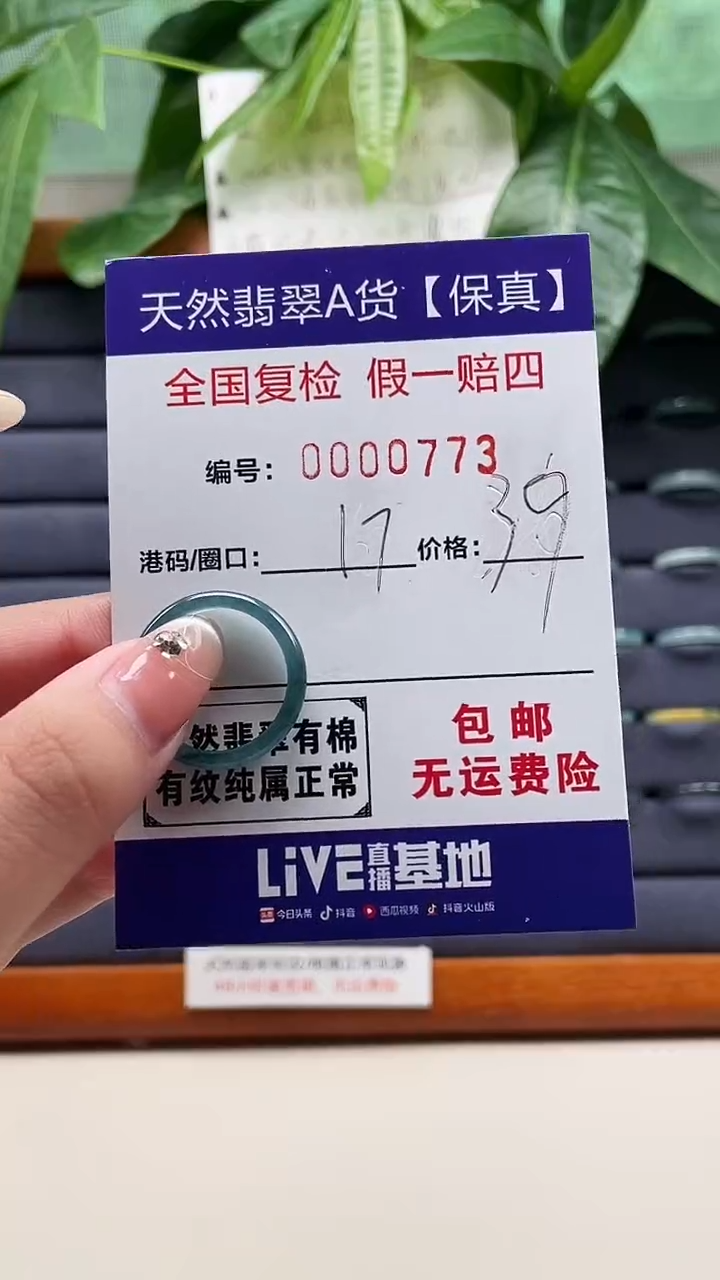 天然翡翠A货【保真】
全国复检 假一赔四
编号：0000773
港码/圈口：17 价格：39
然翡翠有棉
有纹纯属正常
包邮
无运费险
LiVE直播基地
今日头条 抖音 西瓜视频 抖音火山版